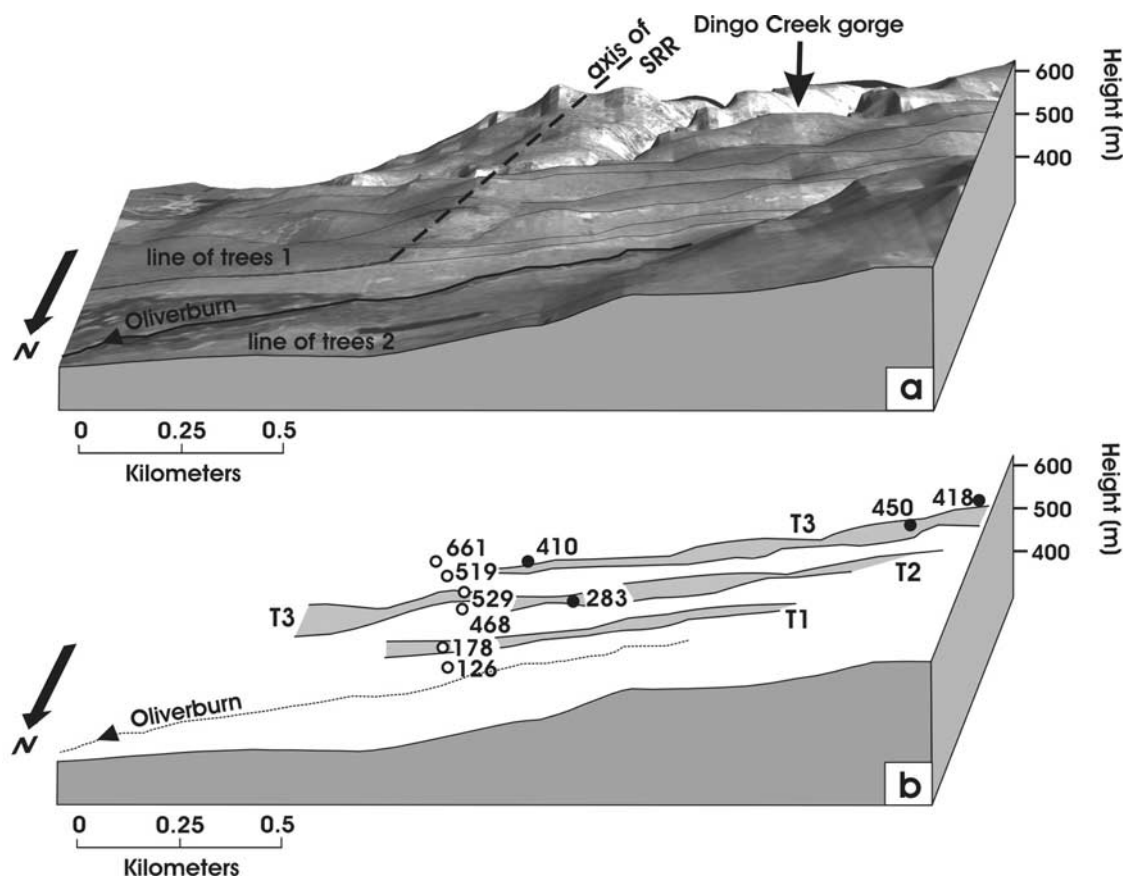 Dingo Creek gorge
axis of
SRR
Height (m)
600
500
400
line of trees 1
Oliverburn
line of trees 2
N
a
0 0.25 0.5
Kilometers
Height (m)
600
500
400
418
450
T3
661
410
519
T2
529
283
T3
468
T1
178
126
Oliverburn
N
b
0 0.25 0.5
Kilometers